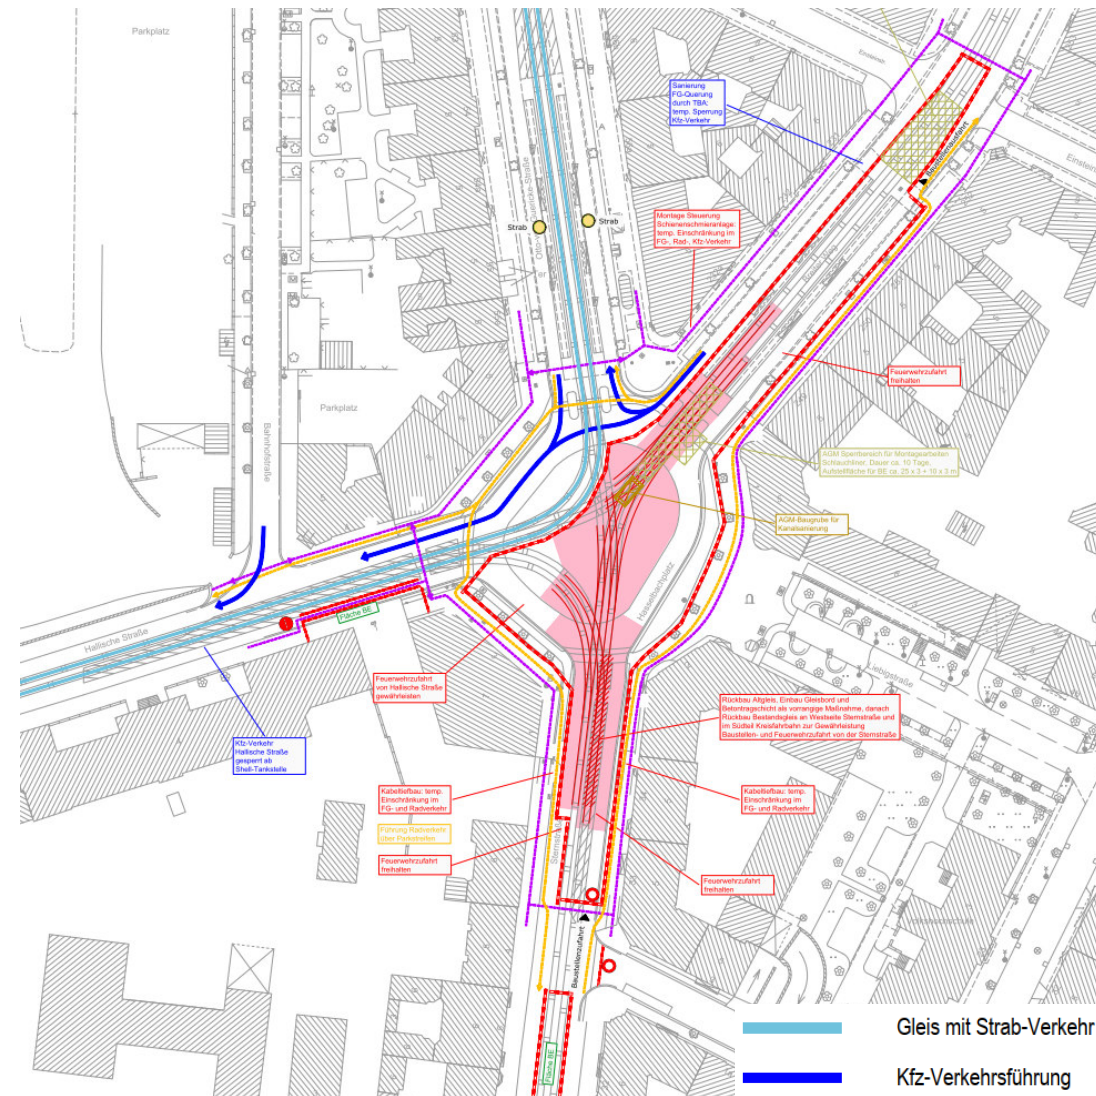 Parkplatz
Einsteinstr.
Sanierung
FG-Querung
durch TBA:
temp. Sperrung
Kfz-Verkehr
Baustellenausfahrt
Strab
Strab
Montage Steuerung
Schienenschmieranlage:
temp. Einschränkung im
FG-, Rad-, Kfz-Verkehr
Feuerwehrzufahrt
freihalten
Parkplatz
Bahnhofstraße
AGM Sperrbereich für Montagearbeiten
Schlauchliner, Dauer ca. 10 Tage,
Aufstellfläche für BE ca. 25 x 3 + 10 x 3 m
AGM-Baugrube für
Kanalsanierung
Hasselbachplatz
Fläche BE
Hallische Straße
Liebigstraße
Feuerwehrzufahrt
von Hallische Straße
gewährleisten
Rückbau Altgleis, Einbau Gleisbord und
Betontragschicht als vorrangige Maßnahme, danach
Rückbau Bestandsgleis an Westseite Sternstraße und
im Südteil Kreisfahrbahn zur Gewährleistung
Baustellen- und Feuerwehrzufahrt von der Sternstraße
Kfz-Verkehr
Hallische Straße
gesperrt ab
Shell-Tankstelle
Kabeltiefbau: temp.
Einschränkung im
FG- und Radverkehr
Kabeltiefbau: temp.
Einschränkung im
FG- und Radverkehr
Führung Radverkehr
über Parkstreifen
Sternstraße
Feuerwehrzufahrt
freihalten
Feuerwehrzufahrt
freihalten
Baustellenzufahrt
Fläche BE
Gleis mit Strab-Verkehr
Kfz-Verkehrsführung